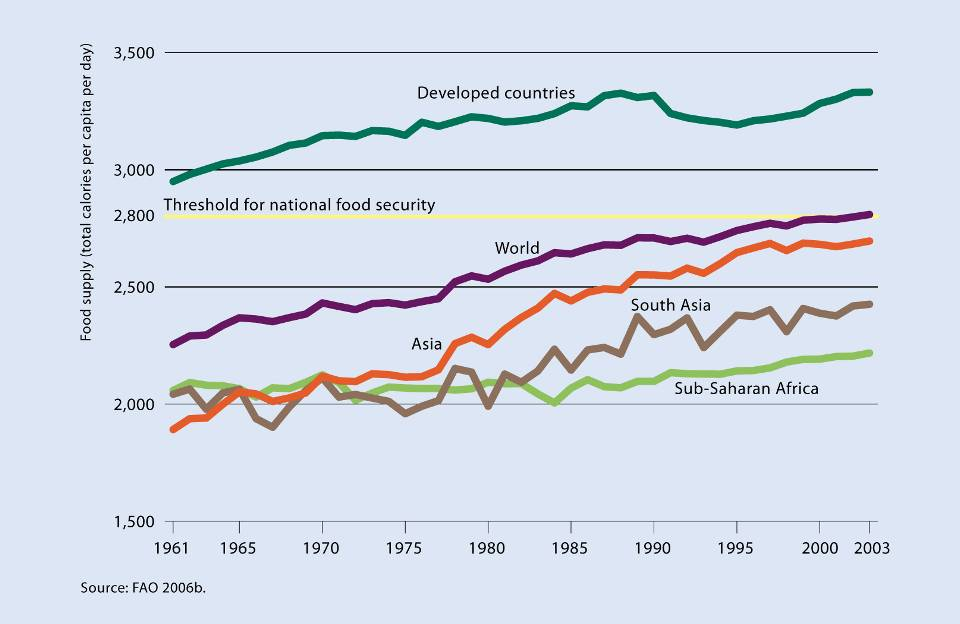 Food supply (total calories per capita per day)
3,500
Developed countries
3,000
Threshold for national food security
2,800
World
2,500
South Asia
Asia
Sub-Saharan Africa
2,000
1,500
1961 1965 1970 1975 1980 1985 1990 1995 2000 2003
Source: FAO 2006b.